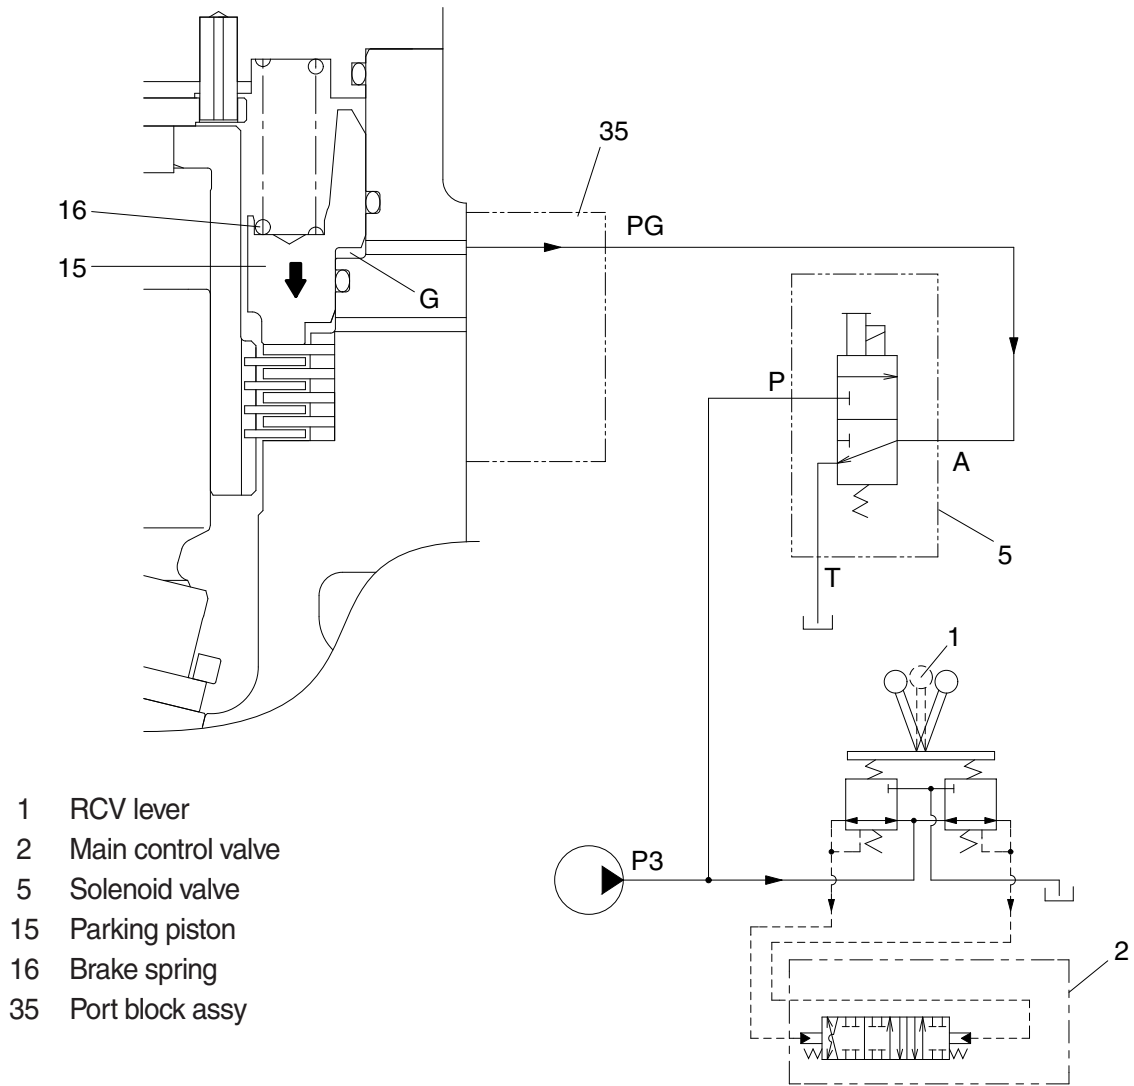 35
16
PG
15
G
P
A
5
T
1
P3
2
1 RCV lever
2 Main control valve
5 Solenoid valve
15 Parking piston
16 Brake spring
35 Port block assy